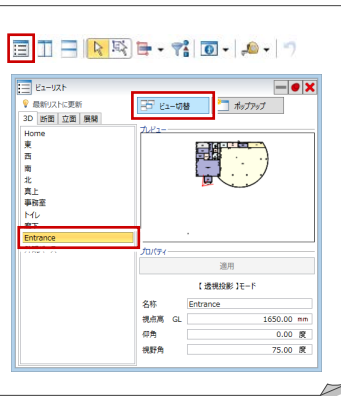 ビューリスト
最新リストに更新
ビュー切替
ポップアップ
3D 断面 立面 展開
プレビュー
Home
東
西
南
北
真上
事務室
トイレ
廊下
Entrance
プロパティ
適用
【 透視投影 】モード
名称 Entrance
視点高 GL 1650.00 mm
仰角 0.00 度
視野角 75.00 度